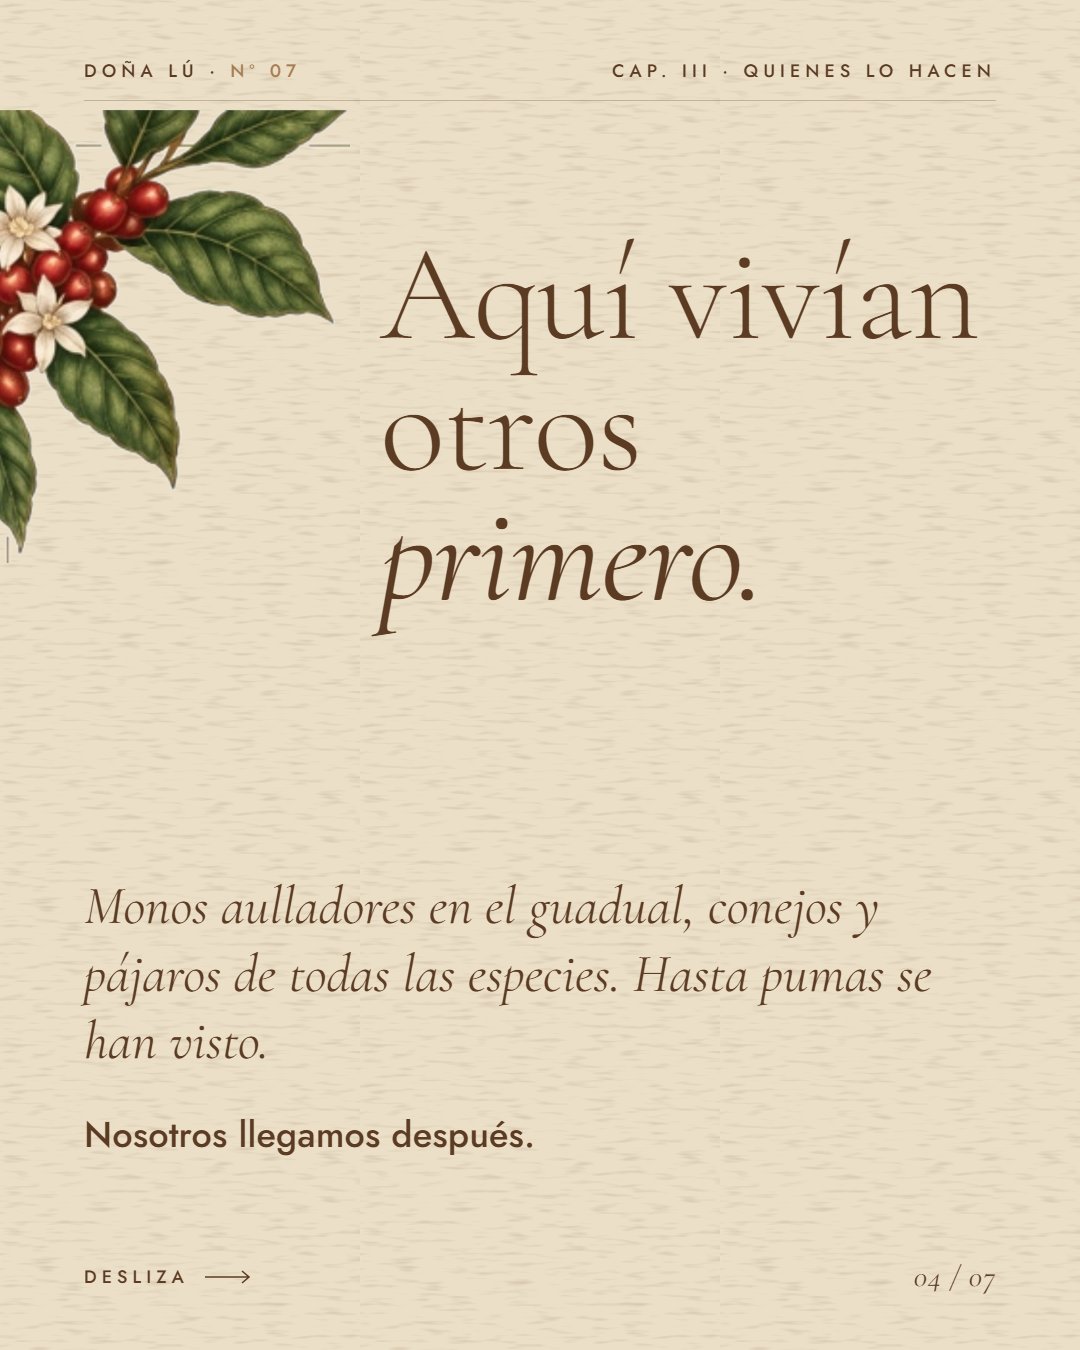 DOÑA LÚ · N° 07
CAP. III · QUIENES LO HACEN
Aquí vivían
otros
primero.
Monos aulladores en el guadual, conejos y
pájaros de todas las especies. Hasta pumas se
han visto.
Nosotros llegamos después.
DESLIZA →
04 / 07